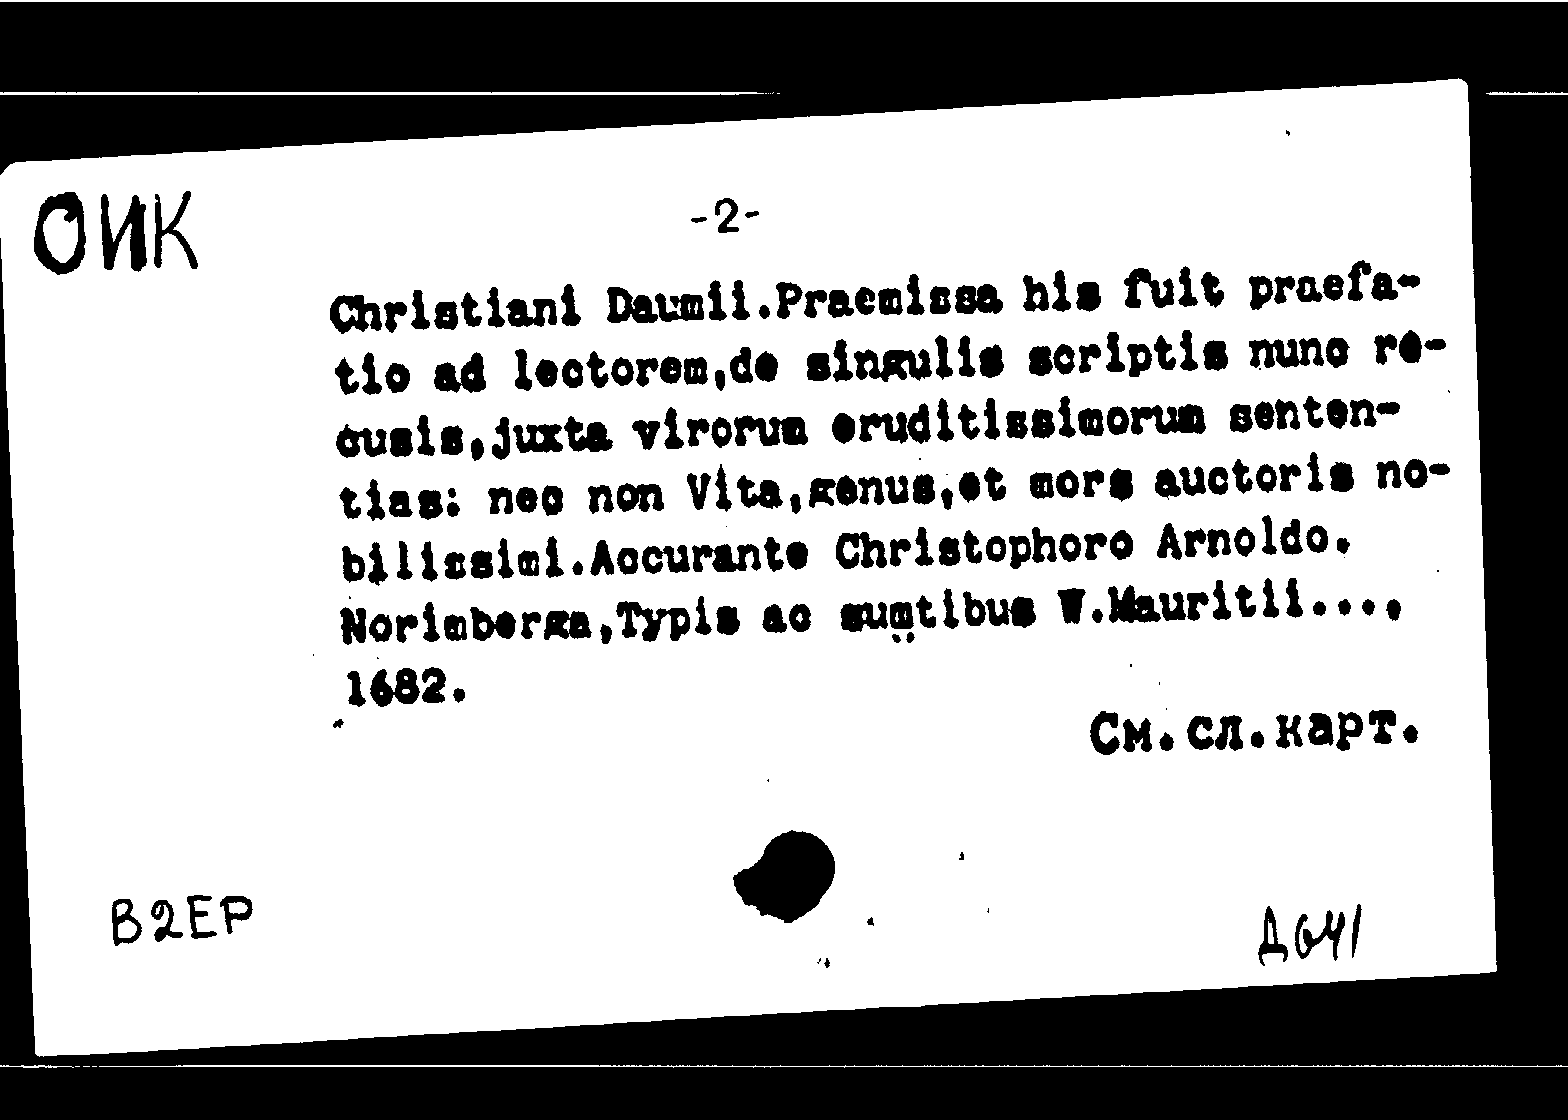 ОИК
-2-
Christiani Daumii.Praemissa his fuit praefa-
tio ad lectorem,de singulis scriptis nunc re-
cusis,juxta virorum eruditissimorum senten-
tias: nec non Vita,genus,et mors auctoris no-
bilissimi.Accurante Christophoro Arnoldo.
Norimberga,Typis ac sumtibus W.Mauritii...,
1682.
См.сл.карт.
В2ЕР
Д641